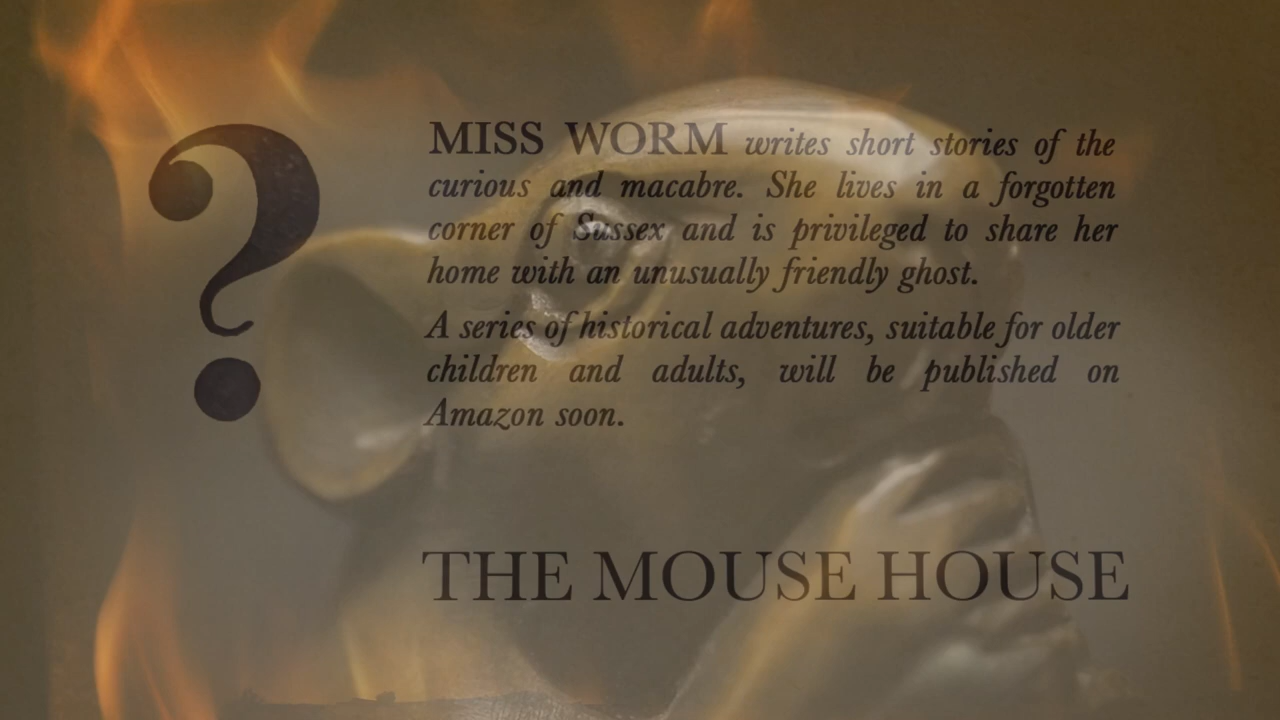 ?
MISS WORM writes short stories of the
curious and macabre. She lives in a forgotten
corner of Sussex and is privileged to share her
home with an unusually friendly ghost.
A series of historical adventures, suitable for older
children and adults, will be published on
Amazon soon.
THE MOUSE HOUSE